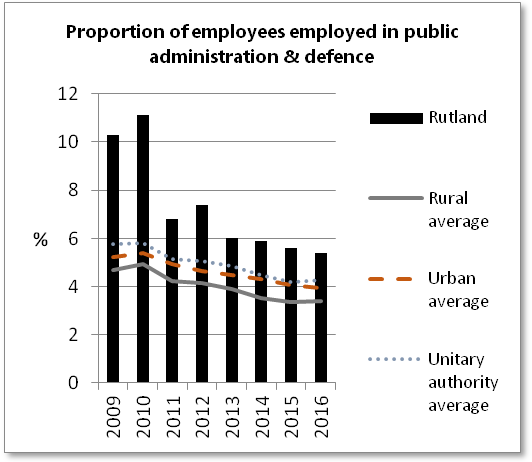 Proportion of employees employed in public
administration & defence
12
10
8
6
4
2
0
%
2009
2010
2011
2012
2013
2014
2015
2016
Rutland
Rural
average
Urban
average
Unitary
authority
average